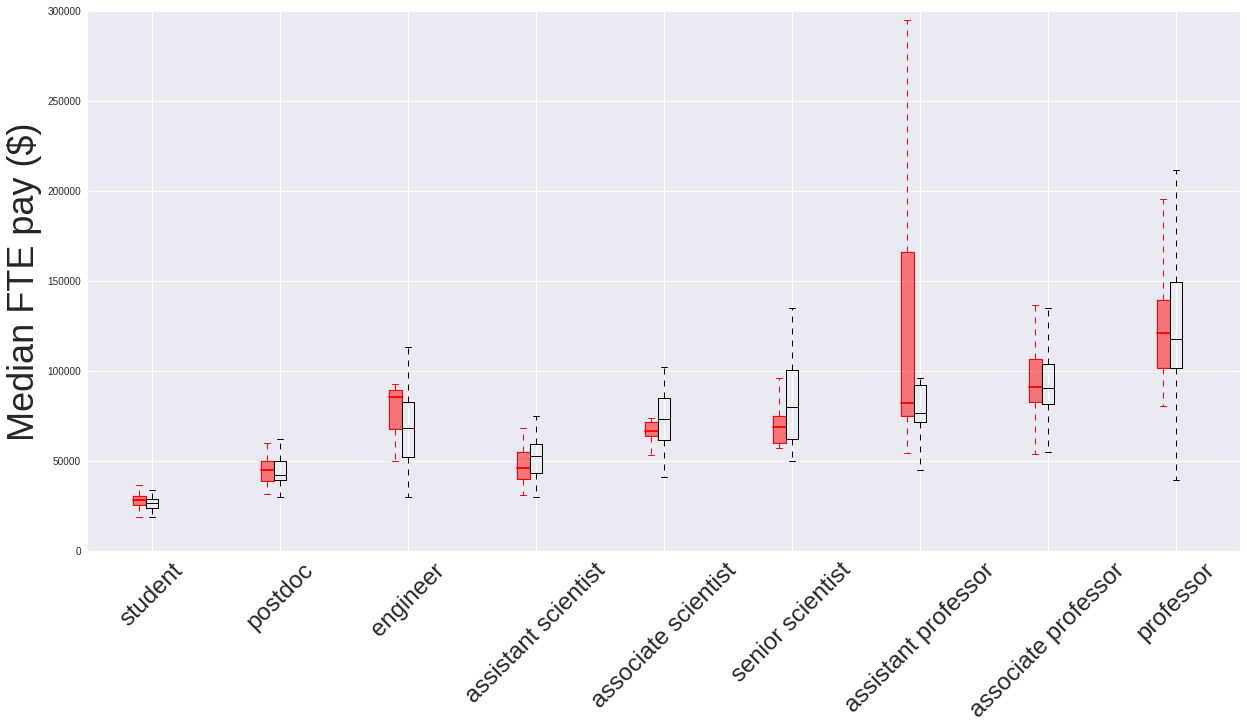 Median FTE pay ($)
300000
250000
200000
150000
100000
50000
0
student
postdoc
engineer
assistant scientist
associate scientist
senior scientist
assistant professor
associate professor
professor